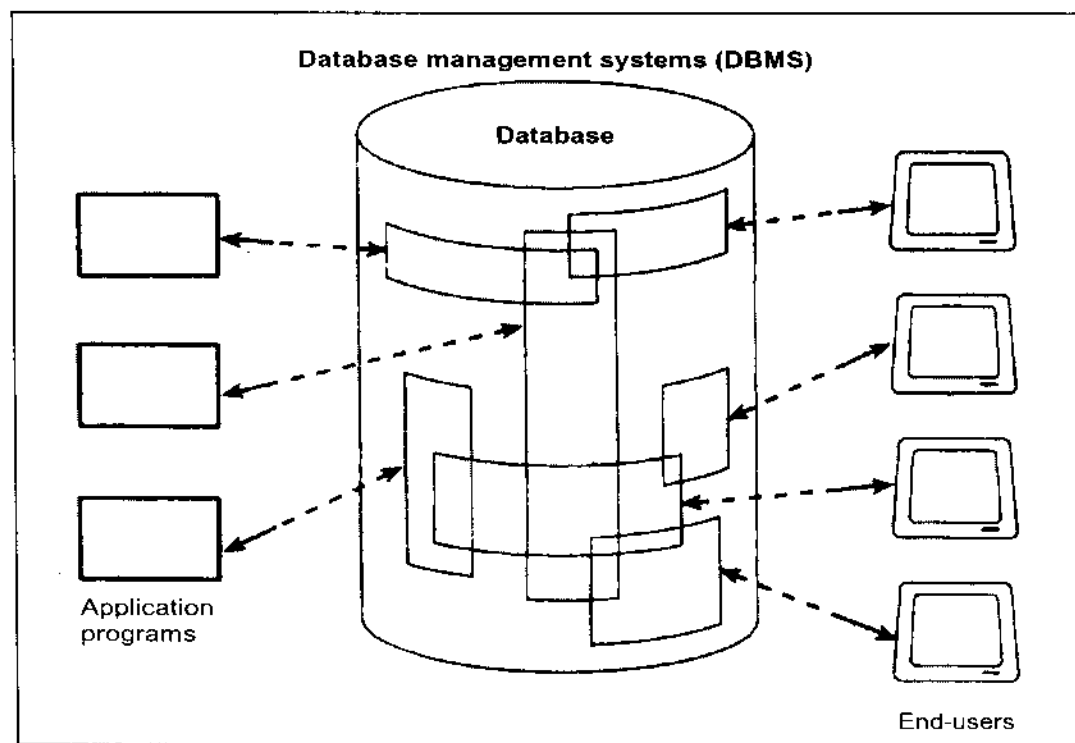 Database management systems (DBMS)
Database
Application
programs
End-users